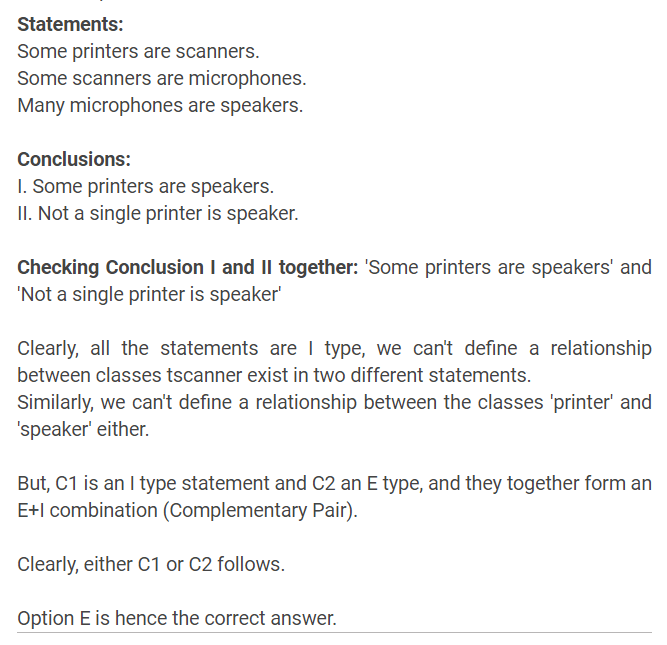 Statements:
Some printers are scanners.
Some scanners are microphones.
Many microphones are speakers.
Conclusions:
I. Some printers are speakers.
II. Not a single printer is speaker.
Checking Conclusion I and II together: 'Some printers are speakers' and
'Not a single printer is speaker'
Clearly, all the statements are I type, we can't define a relationship
between classes tscanner exist in two different statements.
Similarly, we can't define a relationship between the classes 'printer' and
'speaker' either.
But, C1 is an I type statement and C2 an E type, and they together form an
E+I combination (Complementary Pair).
Clearly, either C1 or C2 follows.
Option E is hence the correct answer.